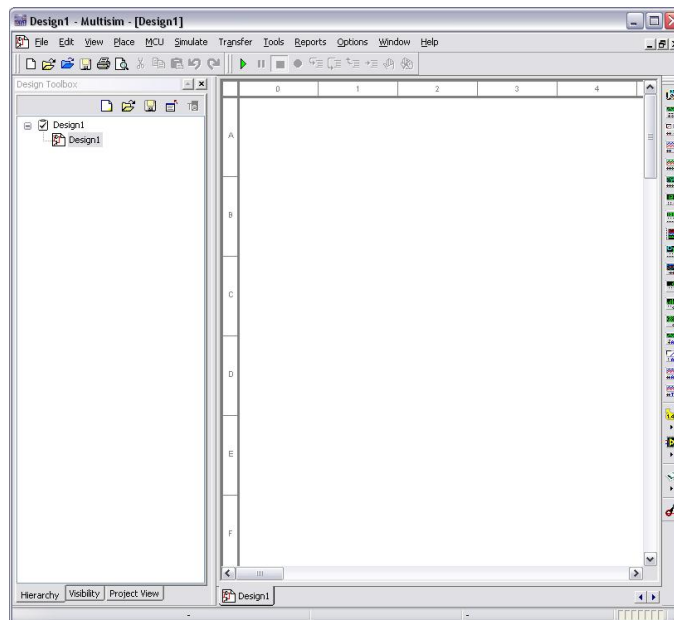 Design1 - Multisim - [Design1]
File Edit View Place MCU Simulate Transfer Tools Reports Options Window Help
Design Toolbox
0 1 2 3 4
Design1
Design1
A
B
C
D
E
F
Hierarchy Visibility Project View
Design1
- -